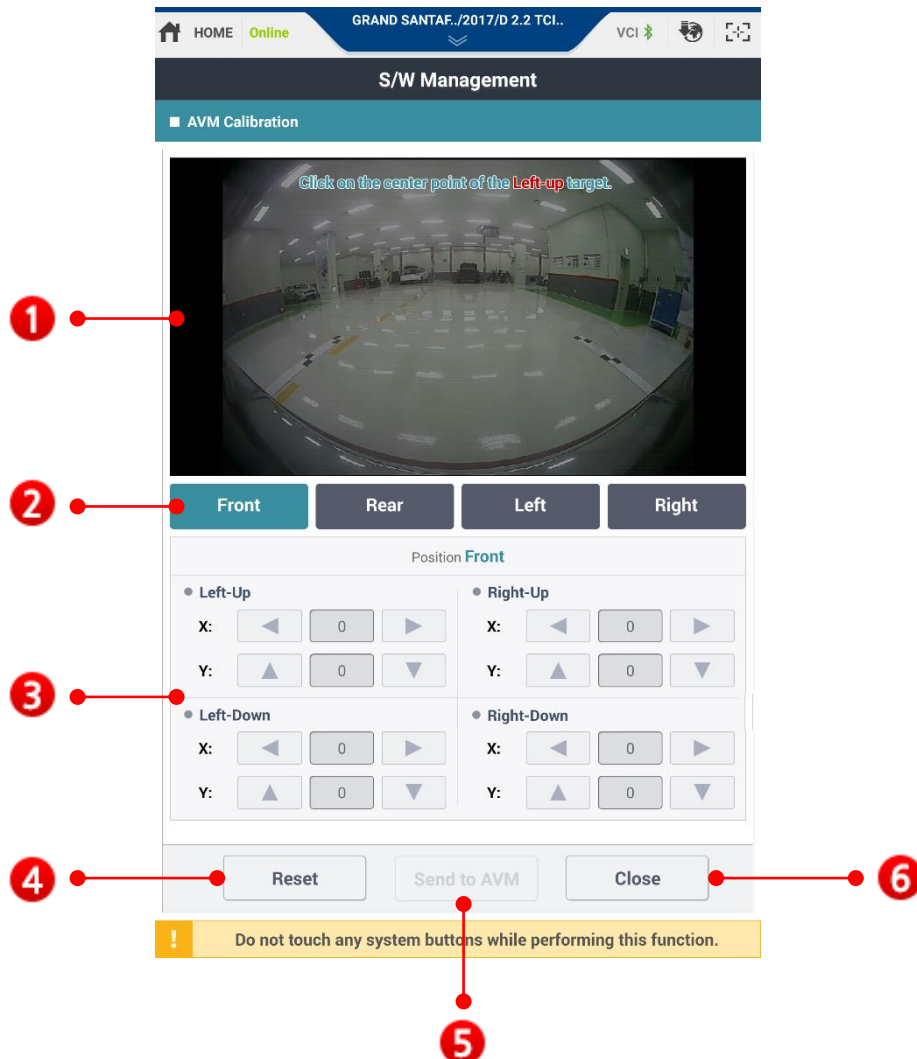 HOME Online GRAND SANTAF../2017/D 2.2 TCI.. VCI
S/W Management
AVM Calibration
Click on the center point of the Left-up target.
1
2
Front Rear Left Right
Position Front
Left-Up Right-Up
X: 0 X: 0
Y: 0 Y: 0
3
Left-Down Right-Down
X: 0 X: 0
Y: 0 Y: 0
4 Reset Send to AVM Close 6
! Do not touch any system buttons while performing this function.
5